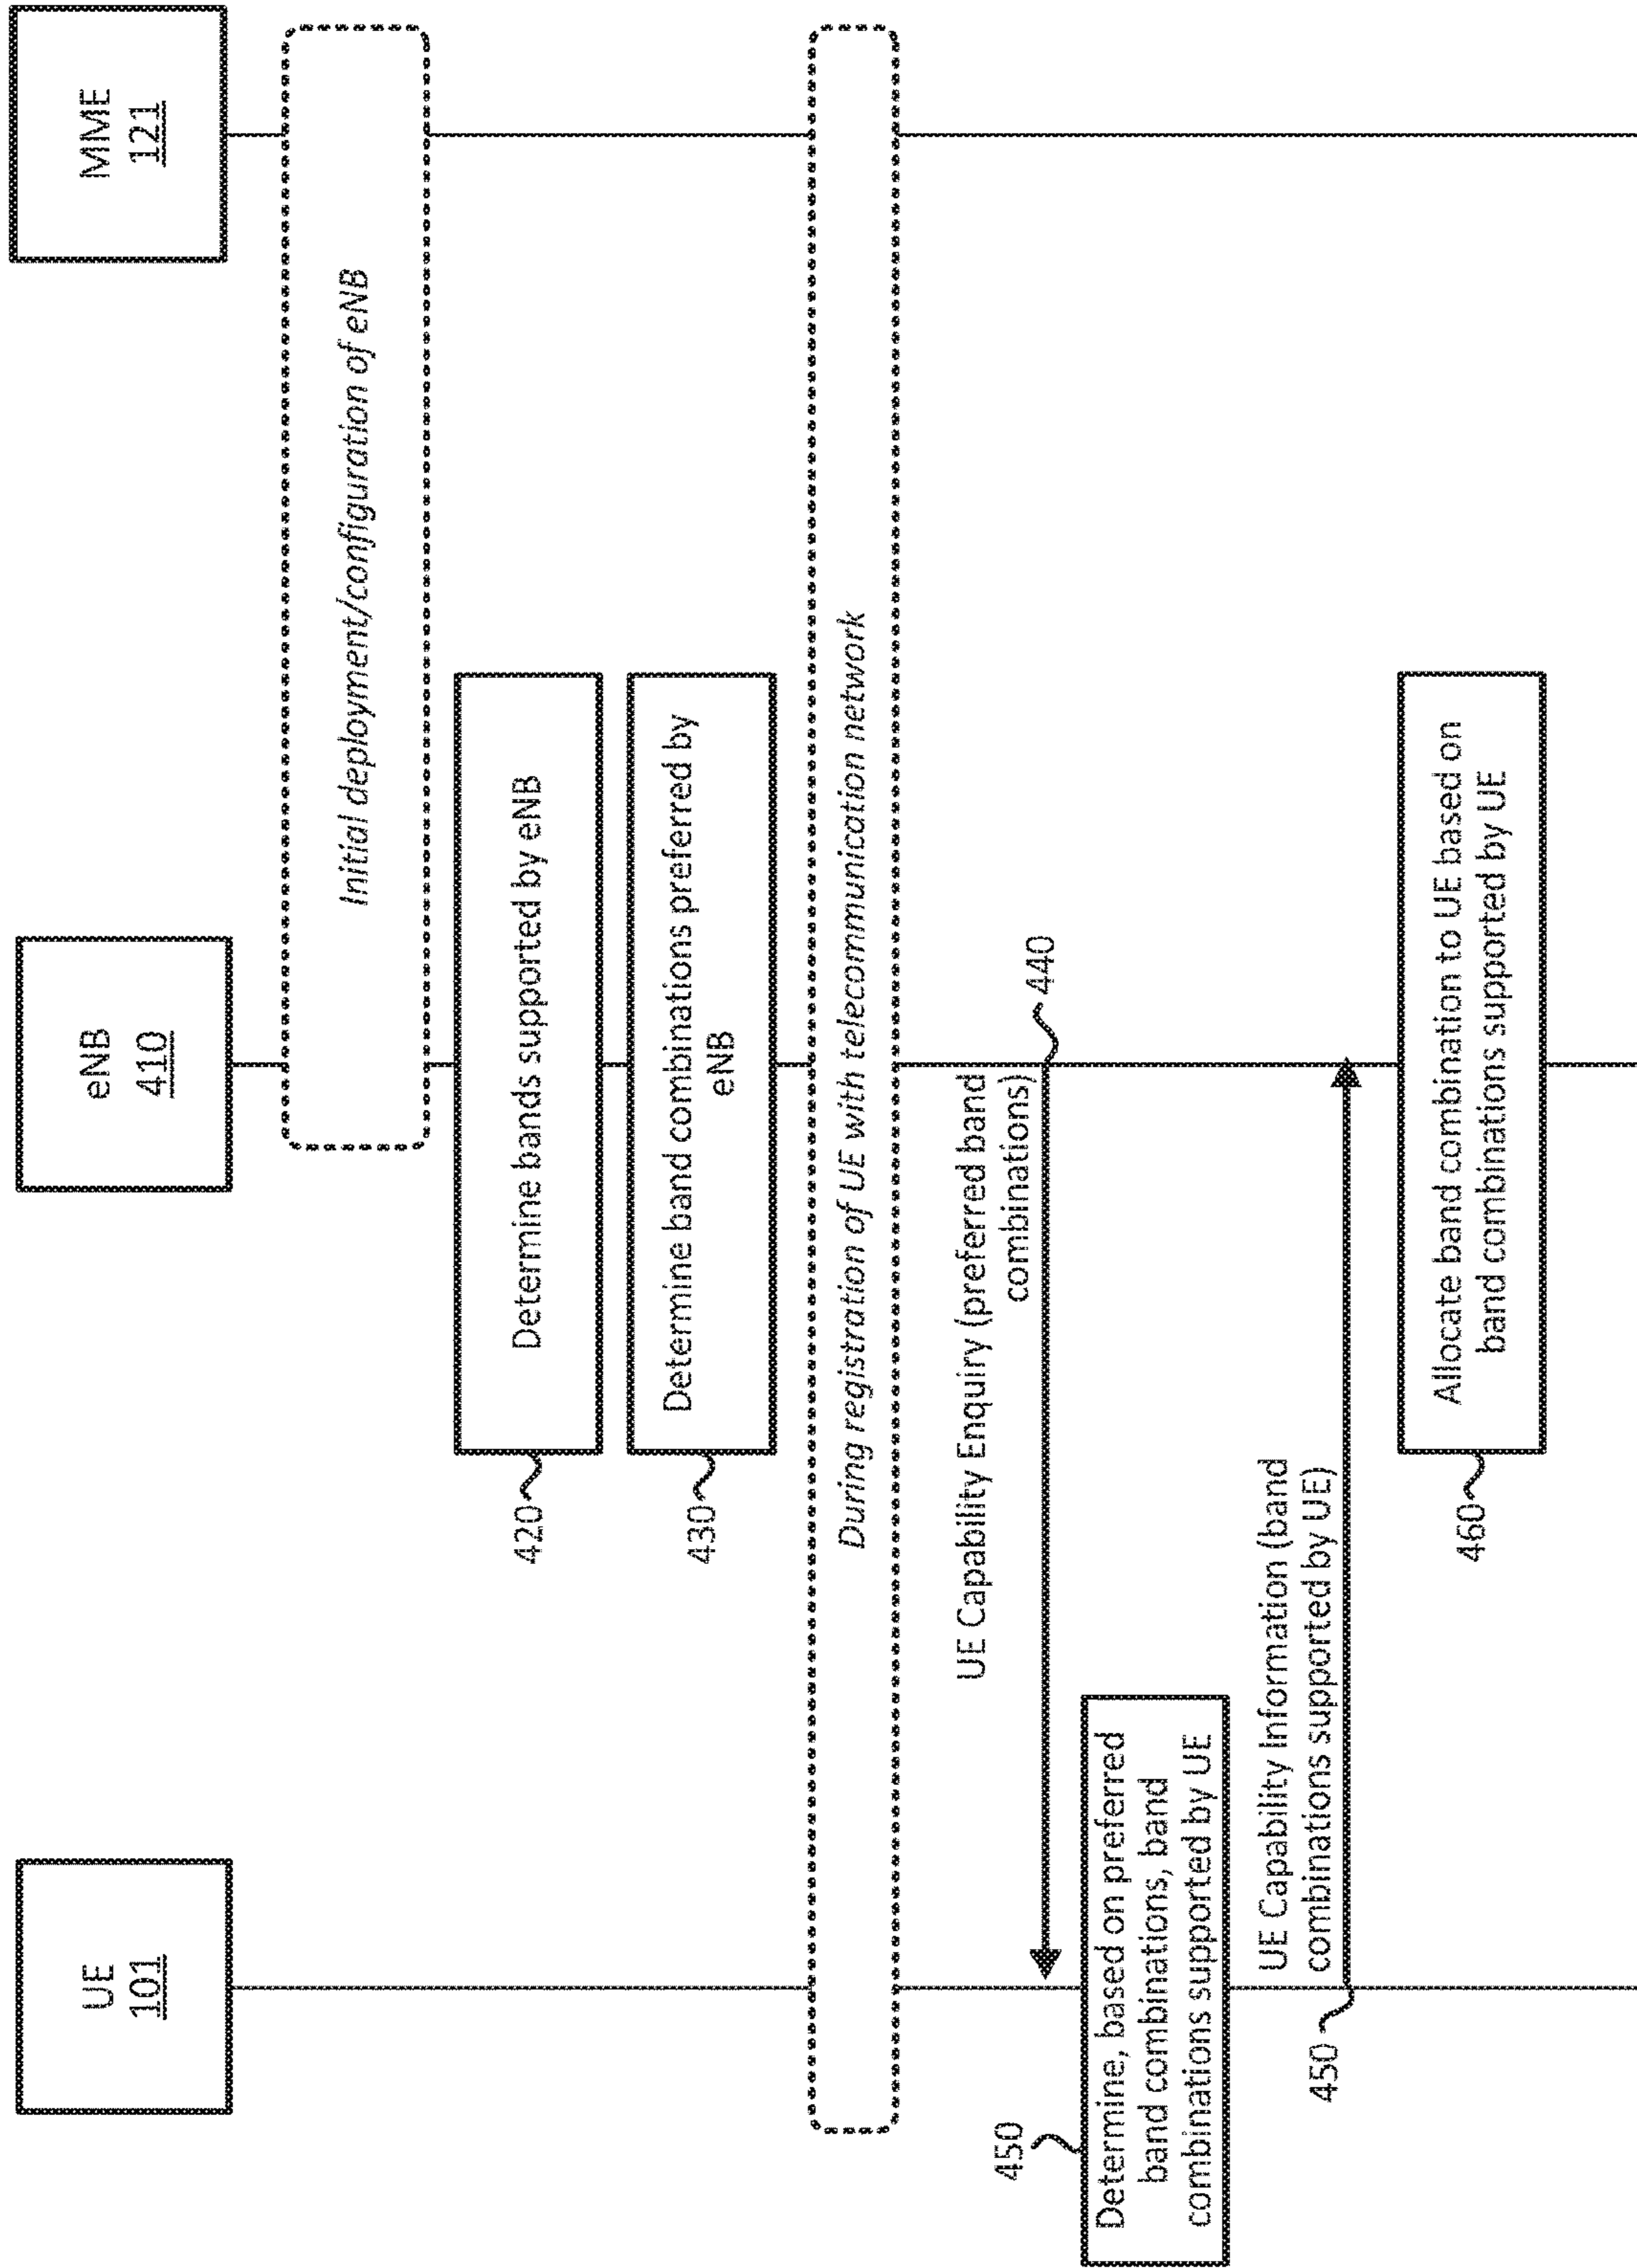 UE
101
eNB
410
MME
121
Initial deployment/configuration of eNB
420
Determine bands supported by eNB
430
Determine band combinations preferred by
eNB
During registration of UE with telecommunication network
UE Capability Enquiry (preferred band
combinations)
440
450
Determine, based on preferred
band combinations, band
combinations supported by UE
UE Capability Information (band
combinations supported by UE)
450
460
Allocate band combination to UE based on
band combinations supported by UE